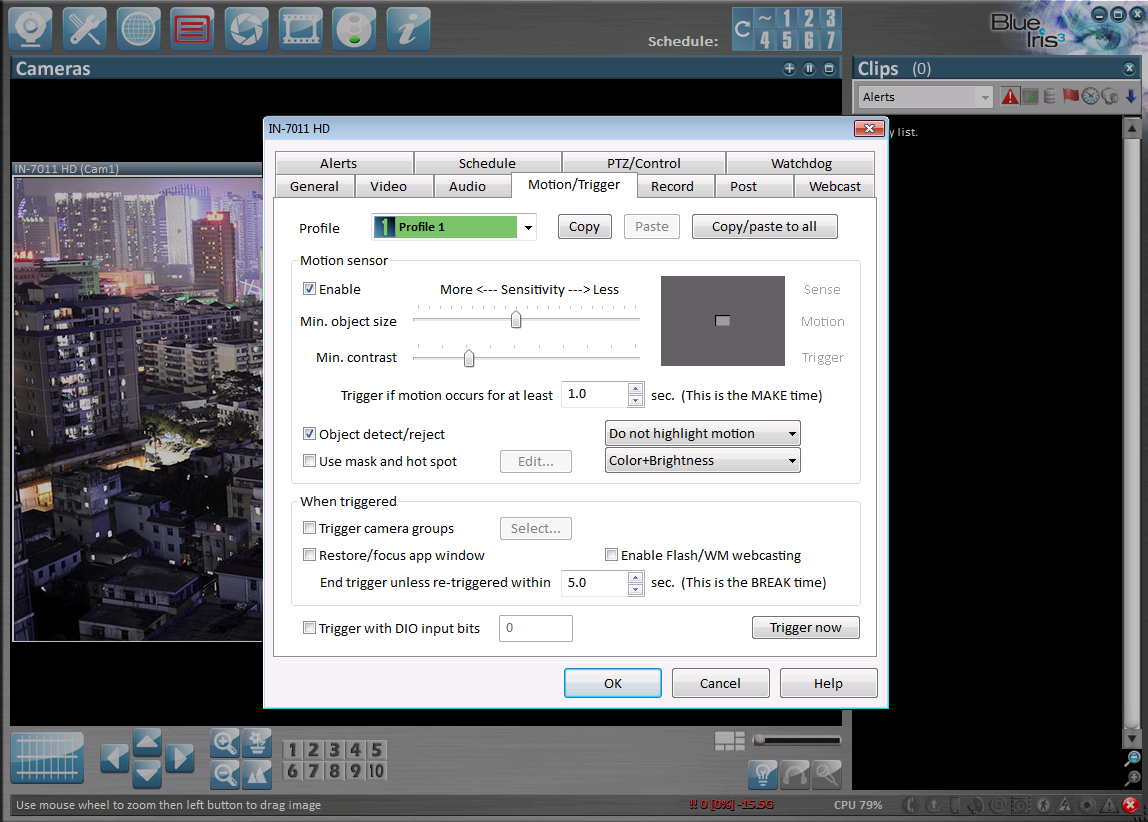 Schedule:
~ 1 2 3
C 4 5 6 7
Blue
Iris3
Cameras
Clips (0)
Alerts
y list.
IN-7011 HD (Cam1)
IN-7011 HD
Alerts Schedule PTZ/Control Watchdog
General Video Audio Motion/Trigger Record Post Webcast
Profile 1 Profile 1 Copy Paste Copy/paste to all
Motion sensor
Enable More <--- Sensitivity ---> Less Sense
Min. object size Motion
Min. contrast Trigger
Trigger if motion occurs for at least 1.0 sec. (This is the MAKE time)
Object detect/reject Do not highlight motion
Use mask and hot spot Edit... Color+Brightness
When triggered
Trigger camera groups Select...
Restore/focus app window Enable Flash/WM webcasting
End trigger unless re-triggered within 5.0 sec. (This is the BREAK time)
Trigger with DIO input bits 0 Trigger now
OK Cancel Help
1 2 3 4 5
6 7 8 9 10
Use mouse wheel to zoom then left button to drag image !! 0 [0%] -15.5G CPU 79%